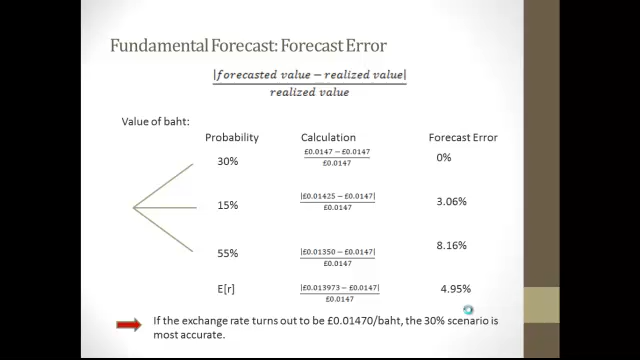 Fundamental Forecast: Forecast Error
|forecasted value − realized value|
realized value
Value of baht:
Probability Calculation Forecast Error
30% £0.0147 − £0.0147 / £0.0147 0%
15% |£0.01425 − £0.0147| / £0.0147 3.06%
55% |£0.01350 − £0.0147| / £0.0147 8.16%
E[r] |£0.013973 − £0.0147| / £0.0147 4.95%
If the exchange rate turns out to be £0.01470/baht, the 30% scenario is
most accurate.